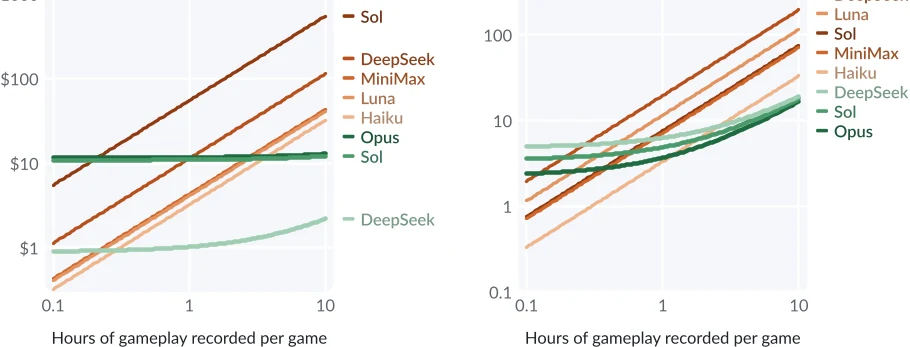 Sol
DeepSeek
$100
MiniMax
Luna
Haiku
Opus
$10
Sol
DeepSeek
$1
0.1
1
10
Hours of gameplay recorded per game
Luna
100
Sol
MiniMax
Haiku
DeepSeek
10
Sol
Opus
1
0.1
0.1
1
10
Hours of gameplay recorded per game